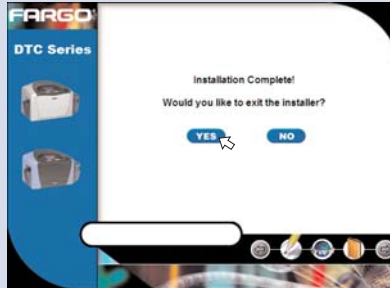 FARGO
DTC Series
Installation Complete!
Would you like to exit the installer?
YES
NO